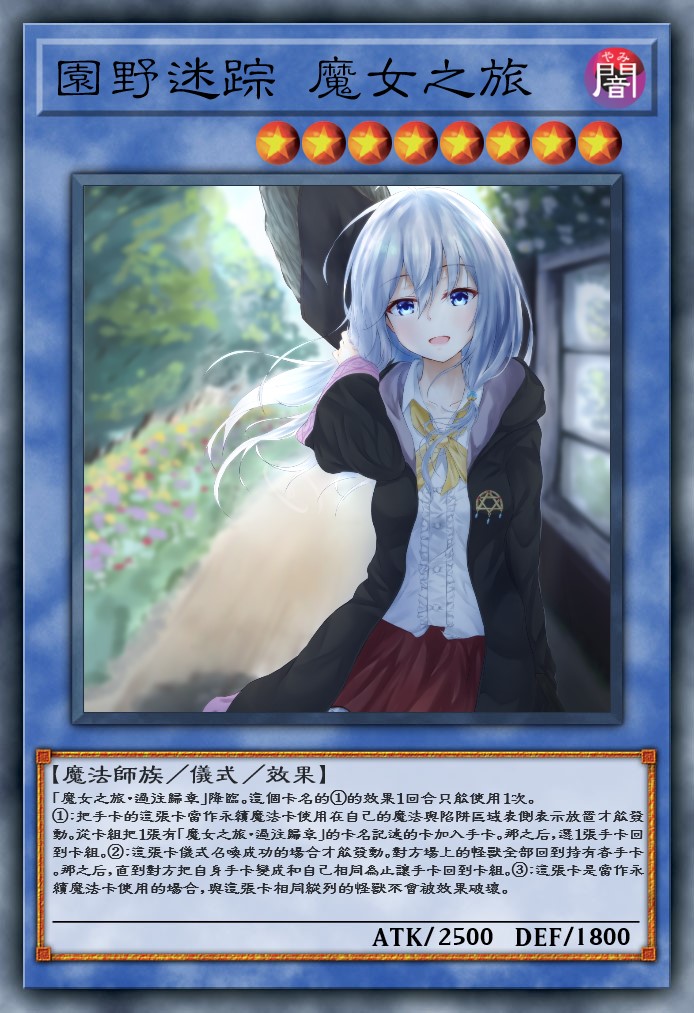 園野迷踪 魔女之旅
やみ
闇
【魔法師族／儀式／效果】
「魔女之旅·過注歸章」降臨。這個卡名的①的效果1回合只能使用1次。
①:把手卡的這張卡當作永續魔法卡使用在自己的魔法與陷阱區域表側表示放置才能發
動。從卡組把1張有「魔女之旅·過注歸章」的卡名記述的卡加入手卡。那之后,選1張手卡回
到卡組。②:這張卡儀式召喚成功的場合才能發動。對方場上的怪獸全部回到持有者手卡
。那之后,直到對方把自身手卡變成和自己相同為止讓手卡回到卡組。③:這張卡是當作永
續魔法卡使用的場合,與這張卡相同縱列的怪獸不會被效果破壞。
ATK/2500 DEF/1800